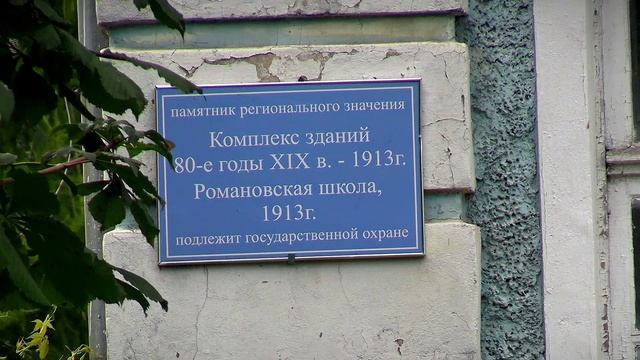 памятник регионального значения
Комплекс зданий
80-е годы XIX в. - 1913г.
Романовская школа,
1913г.
подлежит государственной охране